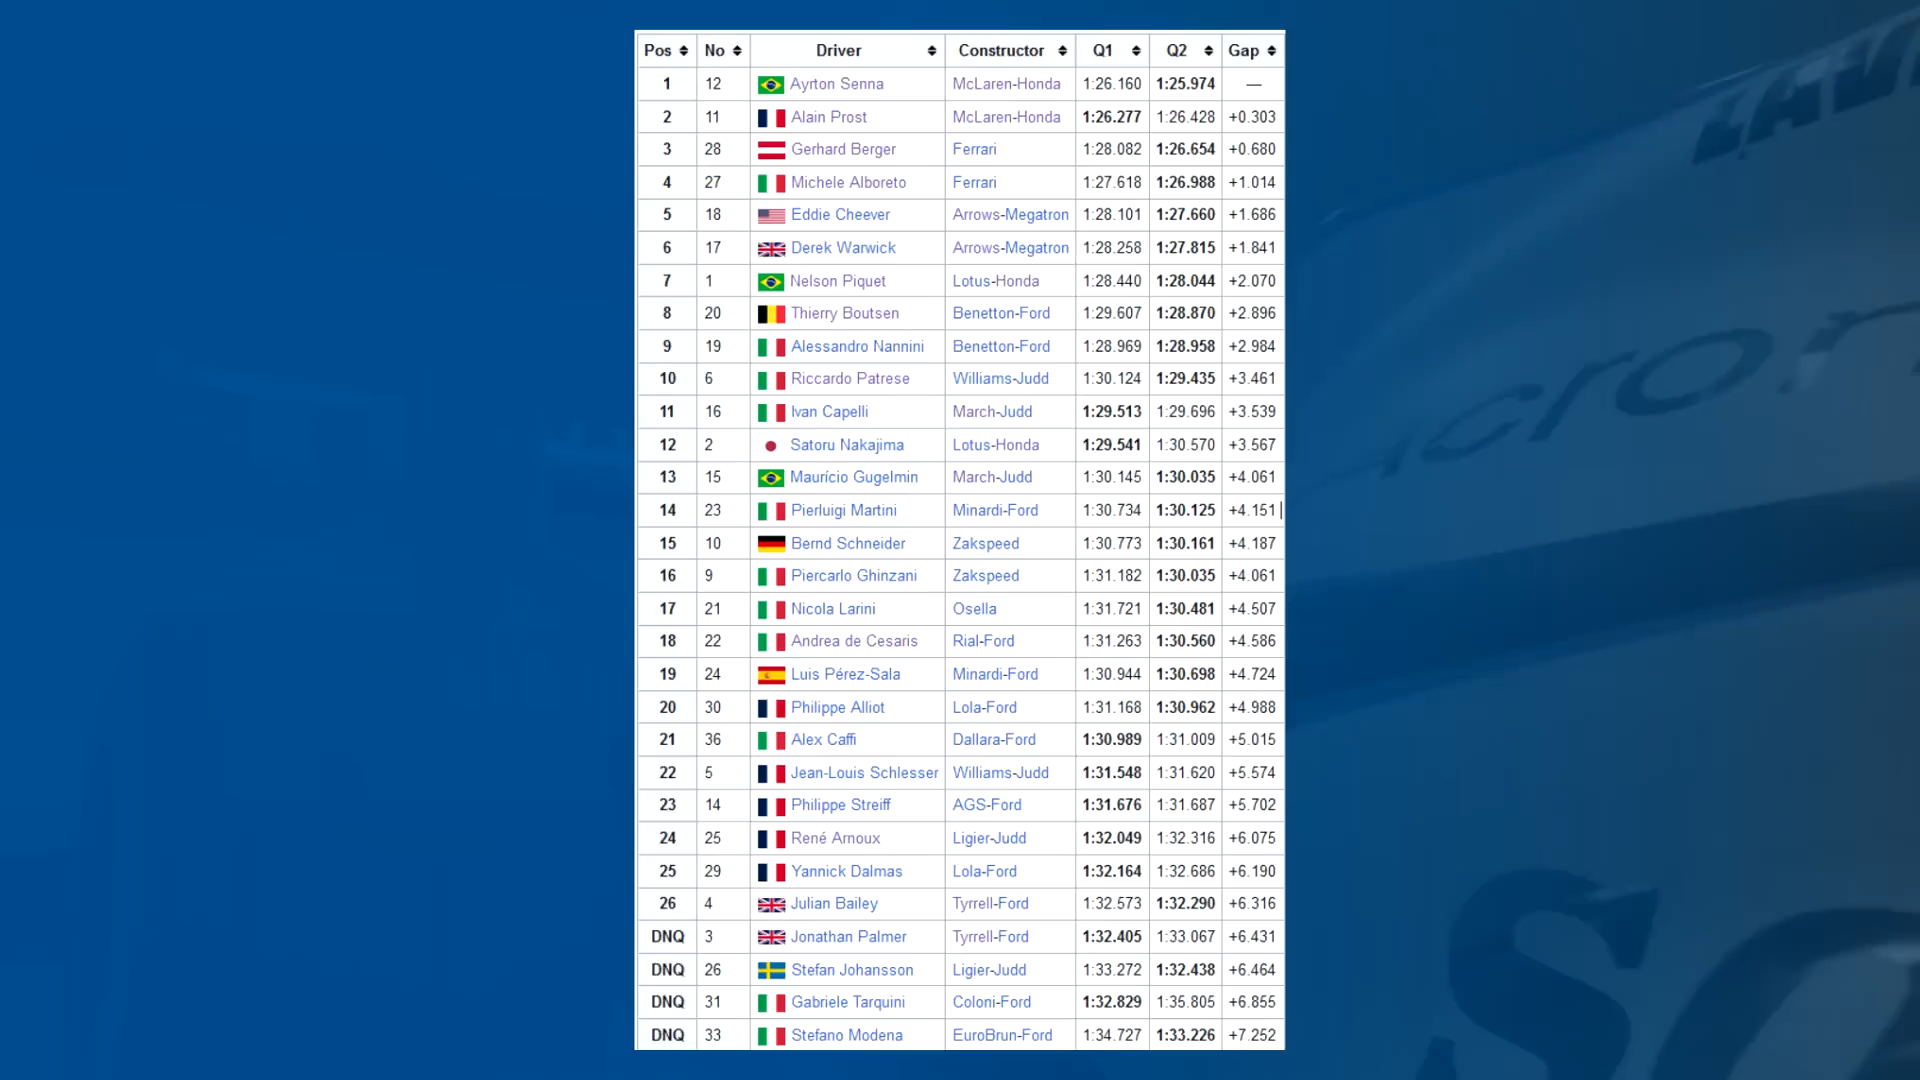 Pos No Driver Constructor Q1 Q2 Gap
1 12 Ayrton Senna McLaren-Honda 1:26.160 1:25.974 —
2 11 Alain Prost McLaren-Honda 1:26.277 1:26.428 +0.303
3 28 Gerhard Berger Ferrari 1:28.082 1:26.654 +0.680
4 27 Michele Alboreto Ferrari 1:27.618 1:26.988 +1.014
5 18 Eddie Cheever Arrows-Megatron 1:28.101 1:27.660 +1.686
6 17 Derek Warwick Arrows-Megatron 1:28.258 1:27.815 +1.841
7 1 Nelson Piquet Lotus-Honda 1:28.440 1:28.044 +2.070
8 20 Thierry Boutsen Benetton-Ford 1:29.607 1:28.870 +2.896
9 19 Alessandro Nannini Benetton-Ford 1:28.969 1:28.958 +2.984
10 6 Riccardo Patrese Williams-Judd 1:30.124 1:29.435 +3.461
11 16 Ivan Capelli March-Judd 1:29.513 1:29.696 +3.539
12 2 Satoru Nakajima Lotus-Honda 1:29.541 1:30.570 +3.567
13 15 Maurício Gugelmin March-Judd 1:30.145 1:30.035 +4.061
14 23 Pierluigi Martini Minardi-Ford 1:30.734 1:30.125 +4.151
15 10 Bernd Schneider Zakspeed 1:30.773 1:30.161 +4.187
16 9 Piercarlo Ghinzani Zakspeed 1:31.182 1:30.035 +4.061
17 21 Nicola Larini Osella 1:31.721 1:30.481 +4.507
18 22 Andrea de Cesaris Rial-Ford 1:31.263 1:30.560 +4.586
19 24 Luis Pérez-Sala Minardi-Ford 1:30.944 1:30.698 +4.724
20 30 Philippe Alliot Lola-Ford 1:31.168 1:30.962 +4.988
21 36 Alex Caffi Dallara-Ford 1:30.989 1:31.009 +5.015
22 5 Jean-Louis Schlesser Williams-Judd 1:31.548 1:31.620 +5.574
23 14 Philippe Streiff AGS-Ford 1:31.676 1:31.687 +5.702
24 25 René Arnoux Ligier-Judd 1:32.049 1:32.316 +6.075
25 29 Yannick Dalmas Lola-Ford 1:32.164 1:32.686 +6.190
26 4 Julian Bailey Tyrrell-Ford 1:32.573 1:32.290 +6.316
DNQ 3 Jonathan Palmer Tyrrell-Ford 1:32.405 1:33.067 +6.431
DNQ 26 Stefan Johansson Ligier-Judd 1:33.272 1:32.438 +6.464
DNQ 31 Gabriele Tarquini Coloni-Ford 1:32.829 1:35.805 +6.855
DNQ 33 Stefano Modena EuroBrun-Ford 1:34.727 1:33.226 +7.252